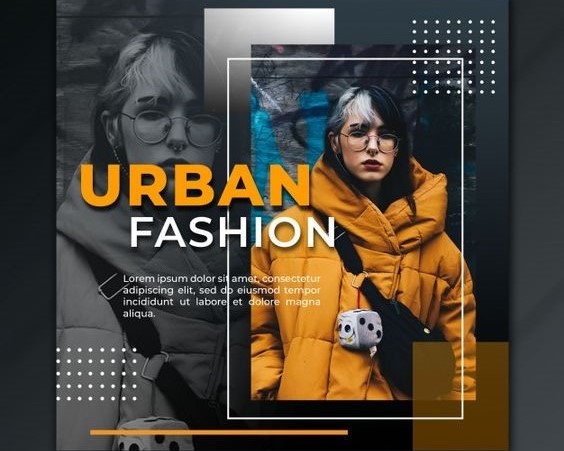 URBAN
FASHION
Lorem ipsum dolor sit amet, consectetur
adipiscing elit, sed do eiusmod tempor
incididunt ut labore et dolore magna
aliqua.